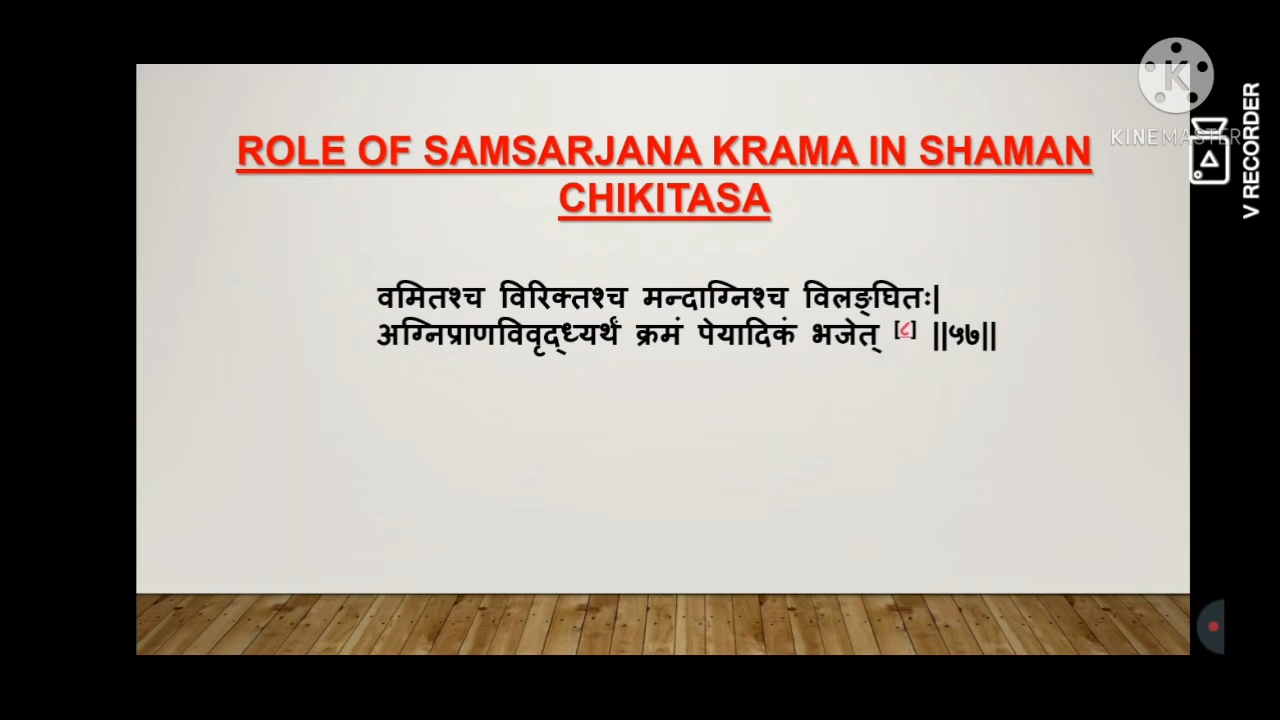 ROLE OF SAMSARJANA KRAMA IN SHAMAN
CHIKITASA
वमितश्च विरिक्तश्च मन्दाग्निश्च विलङ्घितः|
अग्निप्राणविवृद्ध्यर्थं क्रमं पेयादिकं भजेत् [८] ||५७||
K
KINEMASTER
V RECORDER